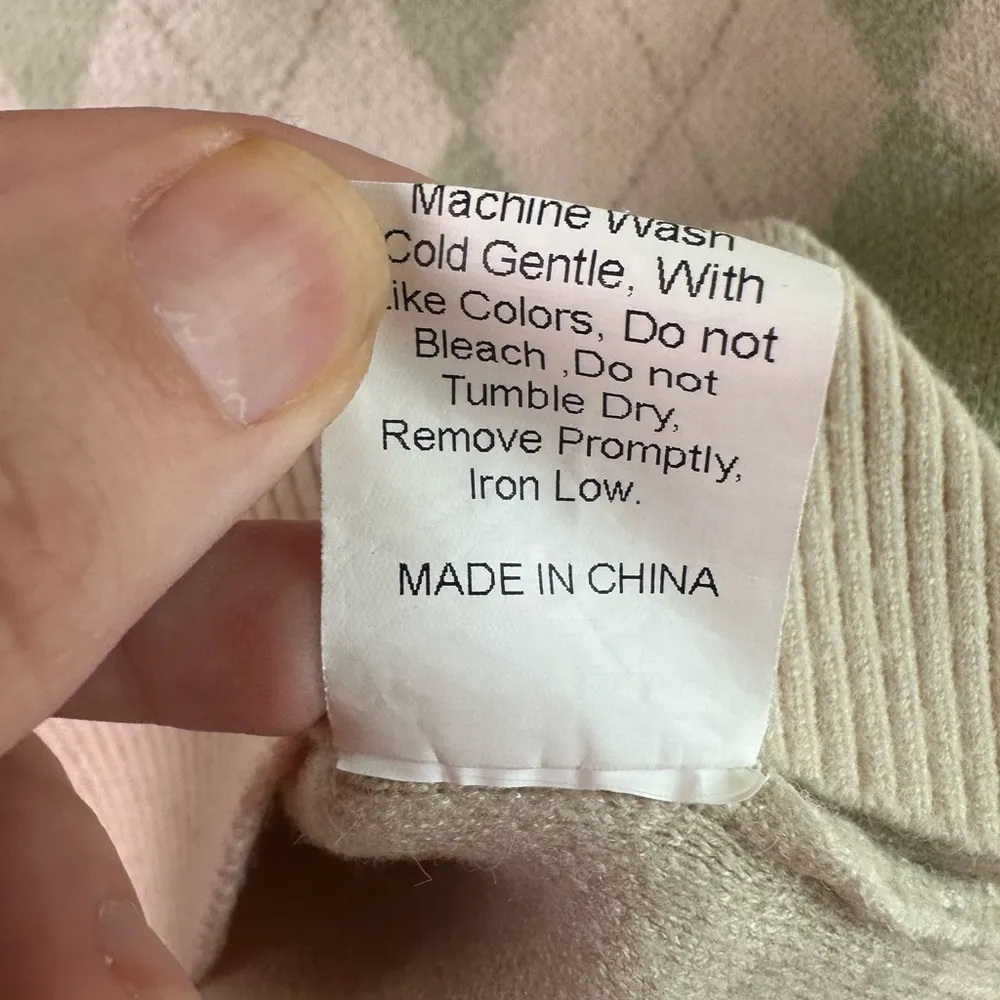 Machine Wash
Cold Gentle, With
Like Colors, Do not
Bleach ,Do not
Tumble Dry,
Remove Promptly,
Iron Low.
MADE IN CHINA